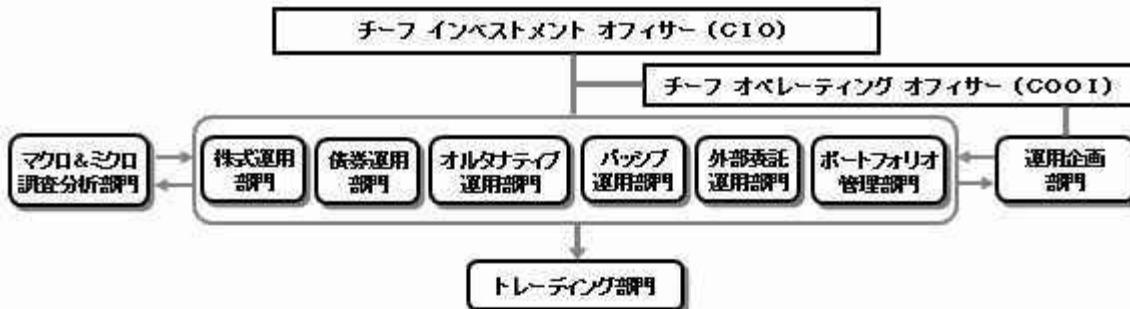 チーフ インベストメント オフィサー (CIO)
チーフ オペレーティング オフィサー (COOI)
マクロ&ミクロ
調査分析部門
株式運用
部門
債券運用
部門
オルタナティブ
運用部門
パッシブ
運用部門
外部委託
運用部門
ポートフォリオ
管理部門
運用企画
部門
トレーディング部門